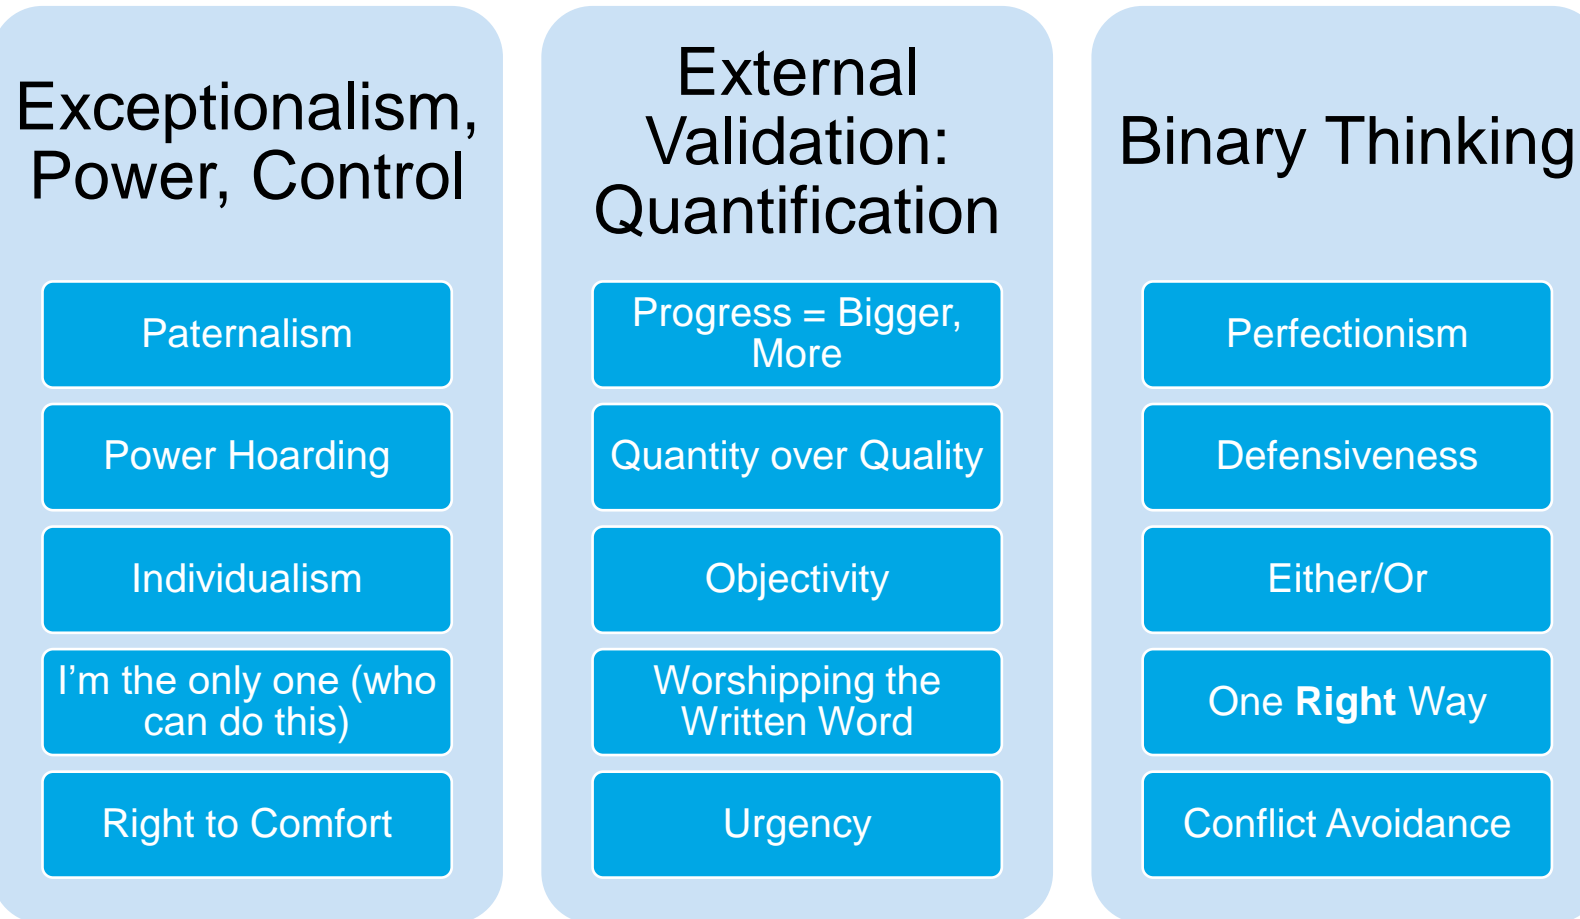 Exceptionalism,
Power, Control
Paternalism
Power Hoarding
Individualism
I’m the only one (who
can do this)
Right to Comfort
External
Validation:
Quantification
Progress = Bigger,
More
Quantity over Quality
Objectivity
Worshipping the
Written Word
Urgency
Binary Thinking
Perfectionism
Defensiveness
Either/Or
One Right Way
Conflict Avoidance